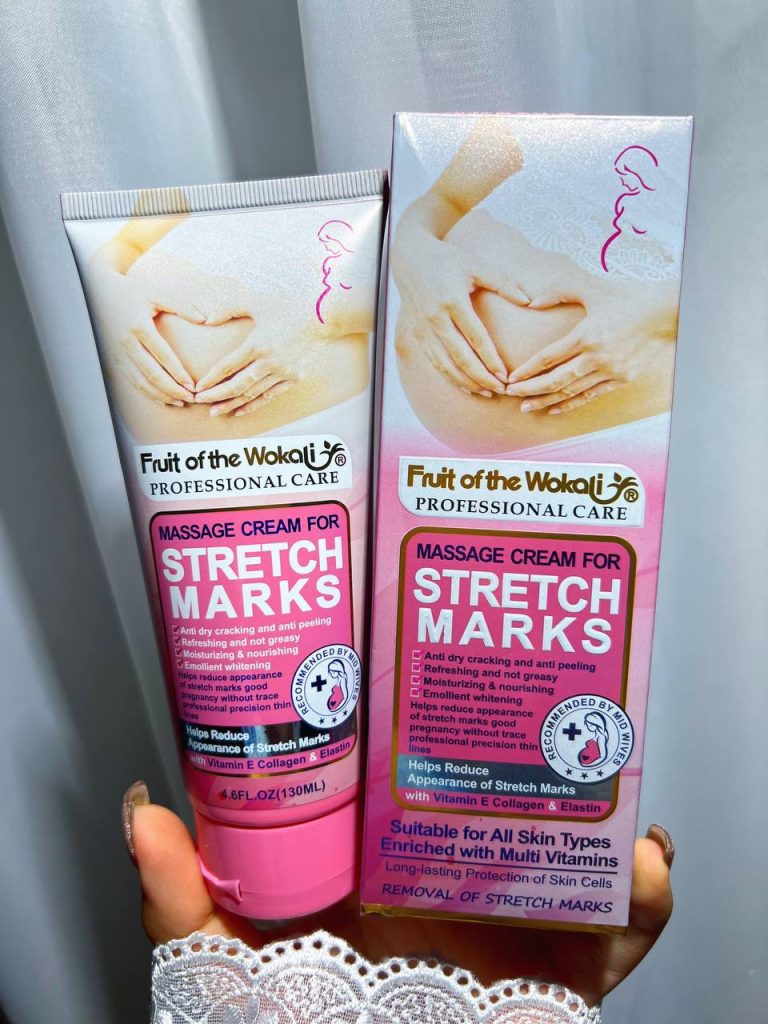 Fruit of the Wokali ®
PROFESSIONAL CARE
MASSAGE CREAM FOR
STRETCH
MARKS
Anti dry cracking and anti peeling
Refreshing and not greasy
Moisturizing & nourishing
Emollient whitening
Helps reduce appearance
of stretch marks good
pregnancy without trace
professional precision thin
lines
RECOMMENDED BY MID WIVES
Helps Reduce
Appearance of Stretch Marks
with Vitamin E Collagen & Elastin
4.6FL.OZ(130ML)
Fruit of the Wokali ®
PROFESSIONAL CARE
MASSAGE CREAM FOR
STRETCH
MARKS
Anti dry cracking and anti peeling
Refreshing and not greasy
Moisturizing & nourishing
Emollient whitening
Helps reduce appearance
of stretch marks good
pregnancy without trace
professional precision thin
lines
RECOMMENDED BY MID WIVES
Helps Reduce
Appearance of Stretch Marks
with Vitamin E Collagen & Elastin
Suitable for All Skin Types
Enriched with Multi Vitamins
Long-lasting Protection of Skin Cells
REMOVAL OF STRETCH MARKS